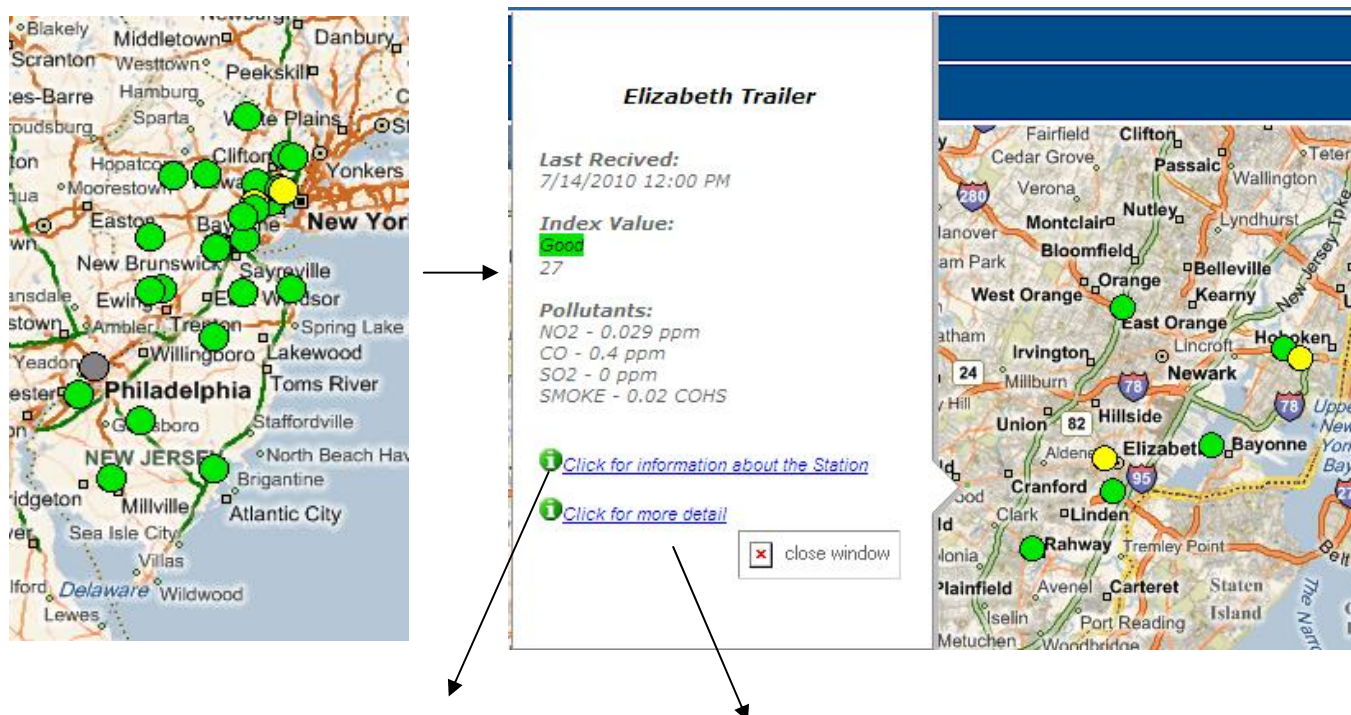 Blakely
Middletown
Danbury
Scranton
Westtown
Peekskill
Hamburg
Sparta
Plains
Clifton
Yonkers
Moorestown
Easton
New Brunswick
Sayreville
Ewing
Spring Lake
Ambler
Trenton
Willingboro
Lakewood
Yeadon
Philadelphia
Toms River
Staffordville
NEW JERSEY
North Beach Hav
Brigantine
Millville
Atlantic City
Sea Isle City
Villas
Delaware
Wildwood
Lewes
Elizabeth Trailer
Last Recived:
7/14/2010 12:00 PM
Index Value:
Good
27
Pollutants:
NO2 - 0.029 ppm
CO - 0.4 ppm
SO2 - 0 ppm
SMOKE - 0.02 COHS
Click for information about the Station
Click for more detail
close window
Fairfield
Clifton
Cedar Grove
Passaic
Wallington
Verona
280
Montclair
Nutley
Lyndhurst
Bloomfield
Belleville
New Jersey Tpke
Orange
West Orange
Kearny
East Orange
Hoboken
Lincroft
Irvington
Newark
24
Millburn
78
Hillside
78
Union
82
Elizabeth
Bayonne
95
Cranford
Clark
Linden
Rahway
Tremley Point
Plainfield
Avenel
Carteret
Staten
Island
Iselin
Port Reading
Metuchen
Woodbridge